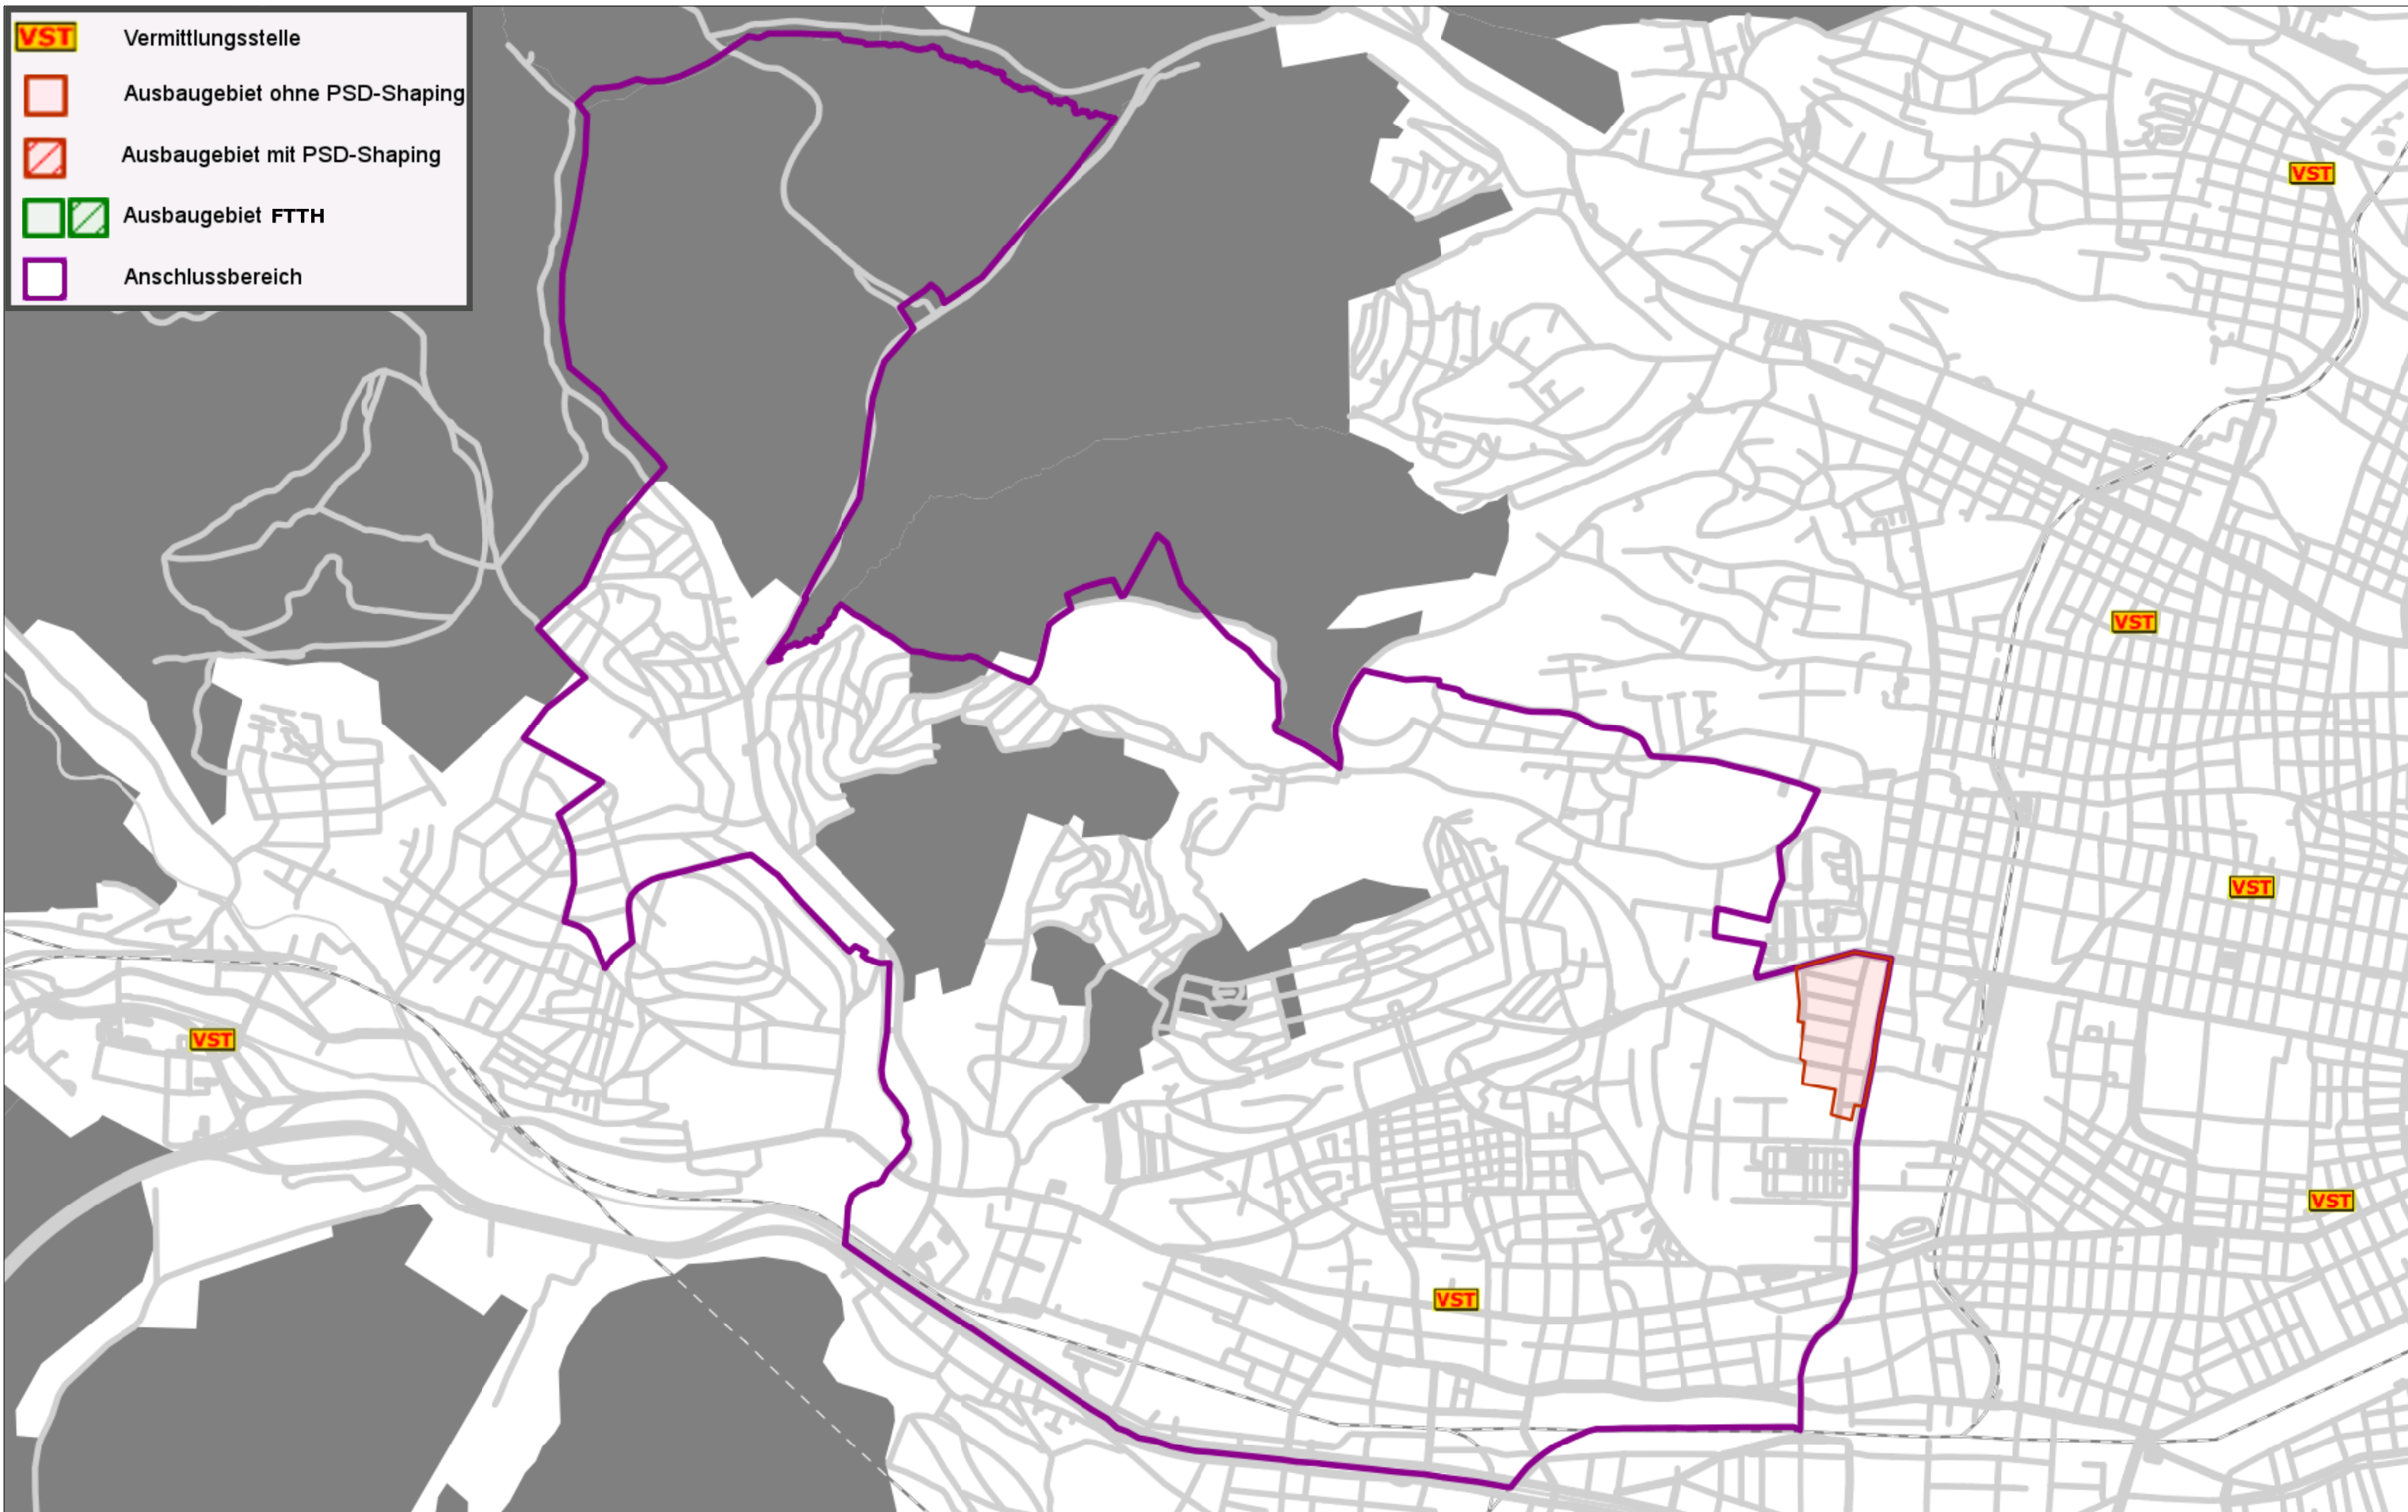 VST Vermittlungsstelle
Ausbaugebiet ohne PSD-Shaping
Ausbaugebiet mit PSD-Shaping
Ausbaugebiet FTTH
Anschlussbereich
VST
VST
VST
VST
VST
VST